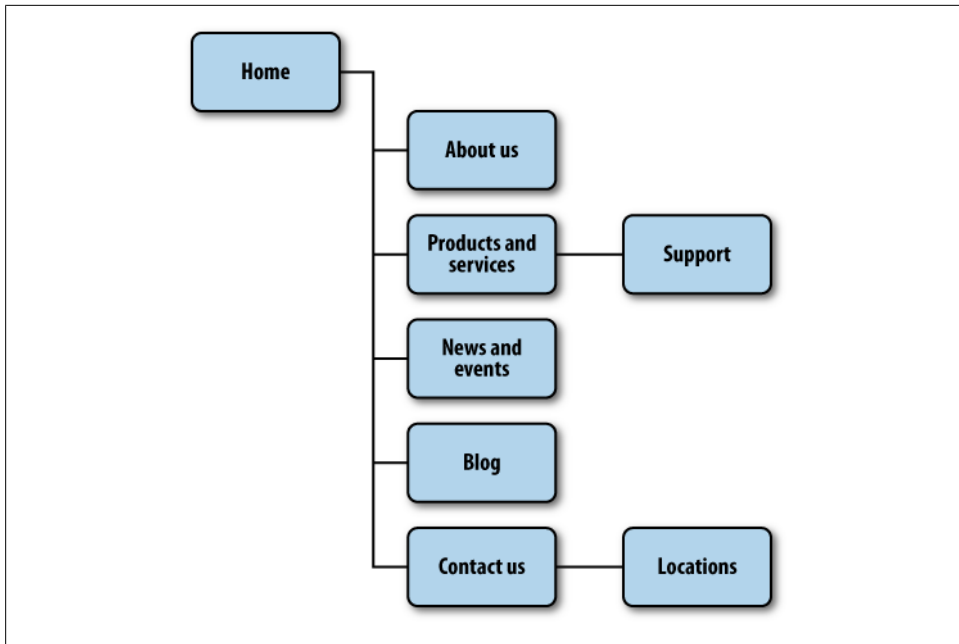 Home
About us
Products and
services
Support
News and
events
Blog
Contact us
Locations